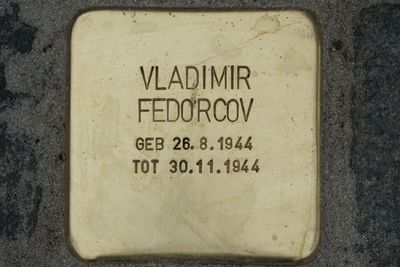 VLADIMIR
FEDORCOV
GEB 26.8.1944
TOT 30.11.1944